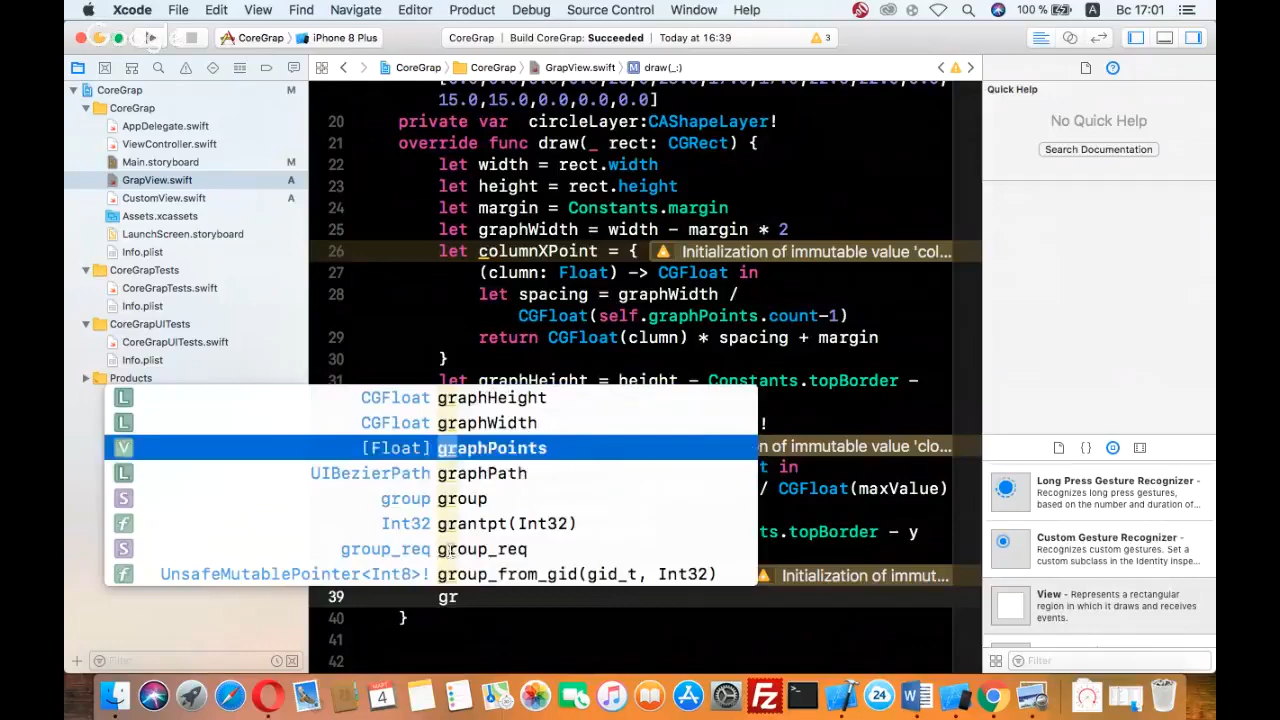 Xcode File Edit View Find Navigate Editor Product Debug Source Control Window Help 100 % A Вс 17:01
CoreGrap iPhone 8 Plus CoreGrap | Build CoreGrap: Succeeded | Today at 16:39 3
CoreGrap CoreGrap GrapView.swift M draw(_:)
CoreGrap M
CoreGrap
AppDelegate.swift
ViewController.swift
Main.storyboard M
GrapView.swift A
CustomView.swift A
Assets.xcassets
LaunchScreen.storyboard
Info.plist
CoreGrapTests
CoreGrapTests.swift
Info.plist
CoreGrapUITests
CoreGrapUITests.swift
Info.plist
Products
Filter
15.0,15.0,0.0,0.0,0.0]
20 private var circleLayer:CAShapeLayer!
21 override func draw(_ rect: CGRect) {
22 let width = rect.width
23 let height = rect.height
24 let margin = Constants.margin
25 let graphWidth = width - margin * 2
26 let columnXPoint = { Initialization of immutable value 'col...
27 (clumn: Float) -> CGFloat in
28 let spacing = graphWidth /
CGFloat(self.graphPoints.count-1)
29 return CGFloat(clumn) * spacing + margin
30 }
31 let graphHeight = height - Constants.topBorder -
!
on of immutable value 'clo...
t in
/ CGFloat(maxValue)
ts.topBorder - y
Initialization of immut...
CGFloat graphHeight
CGFloat graphWidth
V [Float] graphPoints
L UIBezierPath graphPath
S group group
f Int32 grantpt(Int32)
S group_req group_req
f UnsafeMutablePointer<Int8>! group_from_gid(gid_t, Int32)
39 gr
40 }
41
42
Quick Help
No Quick Help
Search Documentation
{ }
Long Press Gesture Recognizer -
Recognizes long press gestures,
based on the number and duration of...
Custom Gesture Recognizer -
Recognizes custom gestures. Set a
custom subclass in the Identity inspe...
View - Represents a rectangular
region in which it draws and receives
events.
Filter
4
24